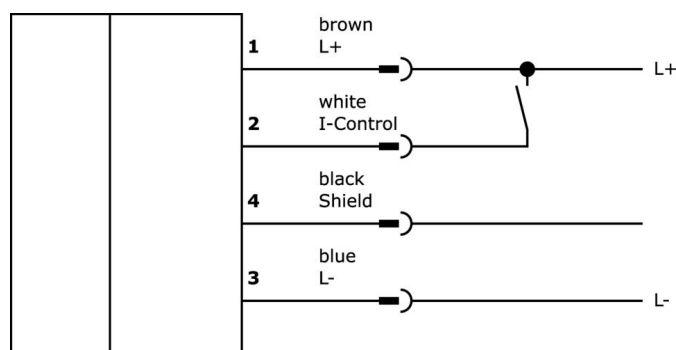 brown
1 L+
L+
white
2 I-Control
black
4 Shield
blue
3 L-
L-